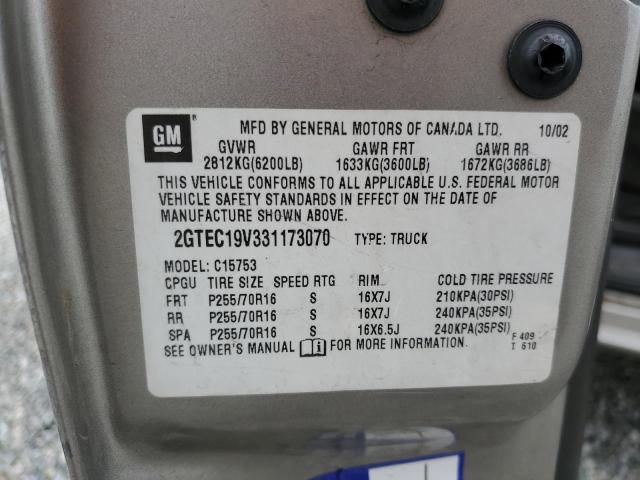 GM MFD BY GENERAL MOTORS OF CANADA LTD. 10/02
GVWR GAWR FRT GAWR RR
2812KG(6200LB) 1633KG(3600LB) 1672KG(3686LB)
THIS VEHICLE CONFORMS TO ALL APPLICABLE U.S. FEDERAL MOTOR
VEHICLE SAFETY STANDARDS IN EFFECT ON THE DATE OF
MANUFACTURE SHOWN ABOVE.
2GTEC19V331173070 TYPE: TRUCK
MODEL: C15753
CPGU TIRE SIZE SPEED RTG RIM COLD TIRE PRESSURE
FRT P255/70R16 S 16X7J 210KPA(30PSI)
RR P255/70R16 S 16X7J 240KPA(35PSI)
SPA P255/70R16 S 16X6.5J 240KPA(35PSI)
SEE OWNER'S MANUAL FOR MORE INFORMATION. F 409
T 610